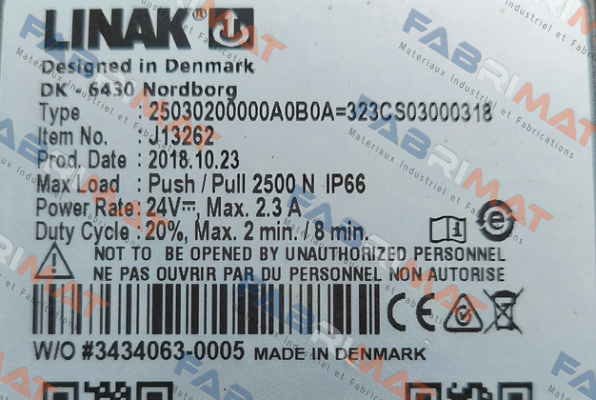 LINAK®
Designed in Denmark
DK - 6430 Nordborg
Type : 25030200000A0B0A=323CS03000318
Item No. : J13262
Prod. Date : 2018.10.23
Max Load : Push / Pull 2500 N IP66
Power Rate: 24V⎓, Max. 2.3 A
Duty Cycle : 20%, Max. 2 min. / 8 min.
NOT TO BE OPENED BY UNAUTHORIZED PERSONNEL
NE PAS OUVRIR PAR DU PERSONNEL NON AUTORISE
W/O #3434063-0005 MADE IN DENMARK
FABRIMAT
Materiaux Industriel et Fabrications